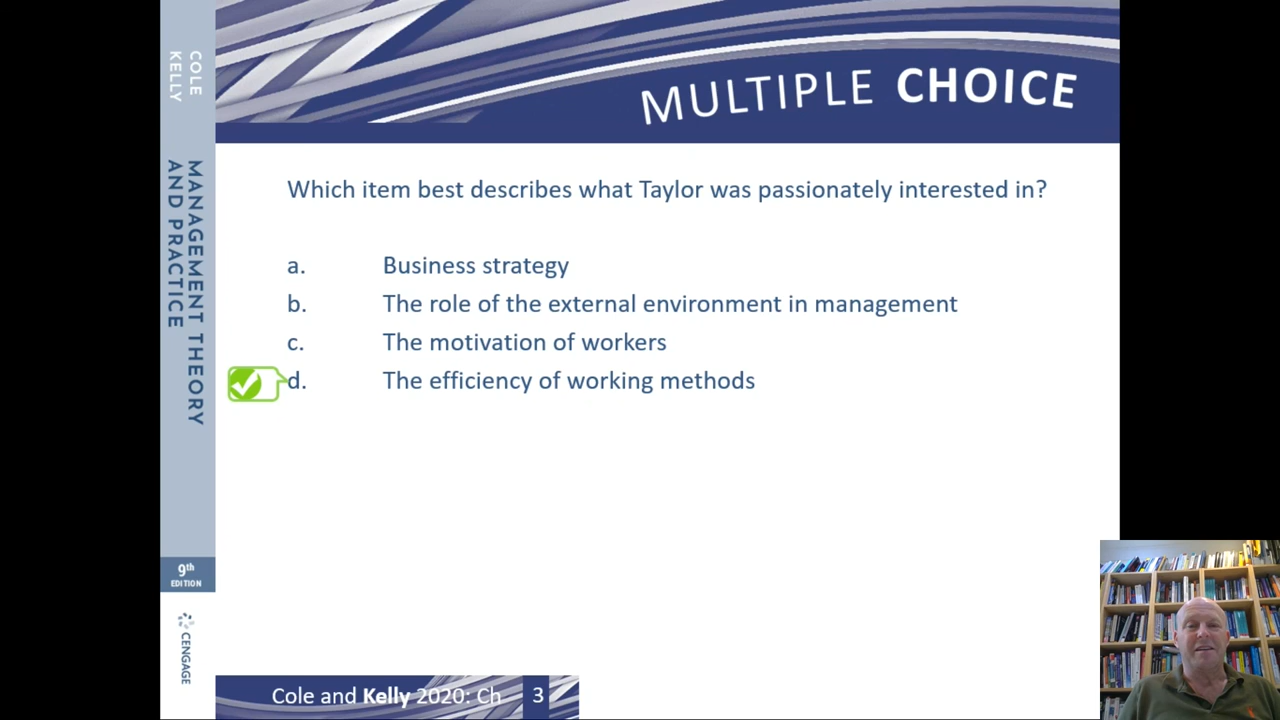 COLE
KELLY
MANAGEMENT THEORY
AND PRACTICE
9th
EDITION
CENGAGE
MULTIPLE CHOICE
Which item best describes what Taylor was passionately interested in?
a. Business strategy
b. The role of the external environment in management
c. The motivation of workers
d. The efficiency of working methods
Cole and Kelly 2020: Ch 3